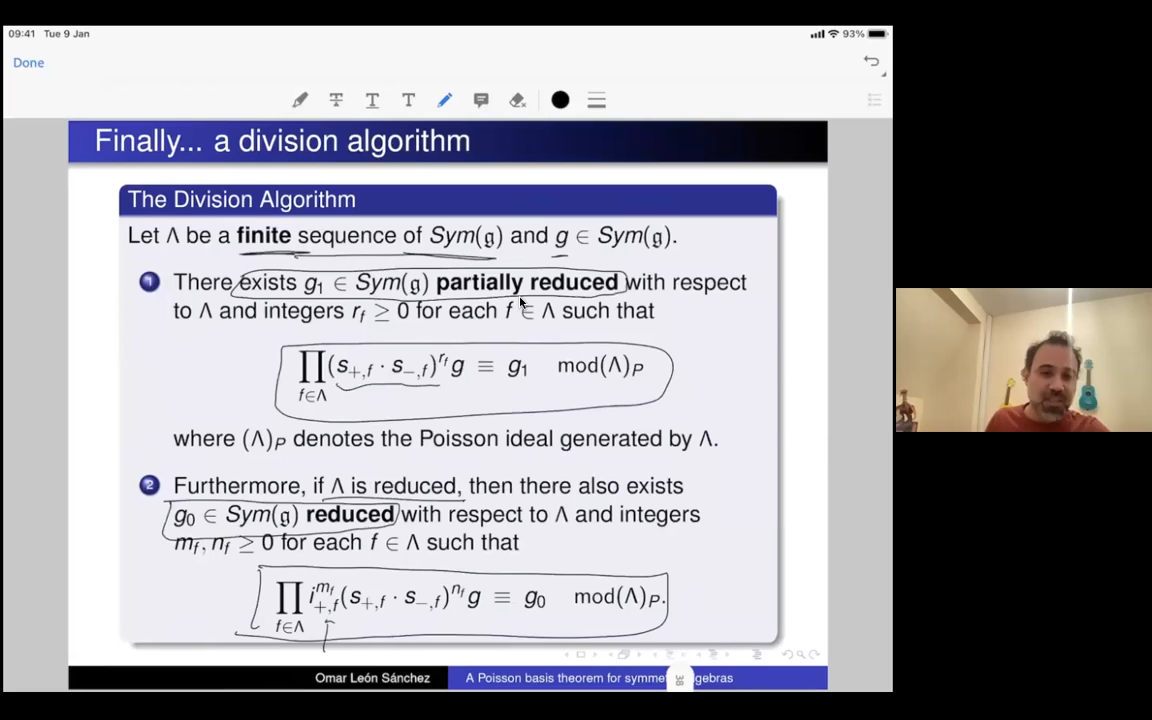 09:41 Tue 9 Jan
93%
Done
Finally... a division algorithm
The Division Algorithm
Let Λ be a finite sequence of Sym(𝔤) and g ∈ Sym(𝔤).
1 There exists g₁ ∈ Sym(𝔤) partially reduced with respect
to Λ and integers r_f ≥ 0 for each f ∈ Λ such that
∏_{f∈Λ} (s_{+,f} · s_{−,f})^{r_f} g ≡ g₁ mod(Λ)_P
where (Λ)_P denotes the Poisson ideal generated by Λ.
2 Furthermore, if Λ is reduced, then there also exists
g₀ ∈ Sym(𝔤) reduced with respect to Λ and integers
m_f, n_f ≥ 0 for each f ∈ Λ such that
∏_{f∈Λ} i_{+,f}^{m_f} (s_{+,f} · s_{−,f})^{n_f} g ≡ g₀ mod(Λ)_P.
Omar León Sánchez A Poisson basis theorem for symme 38 gebras